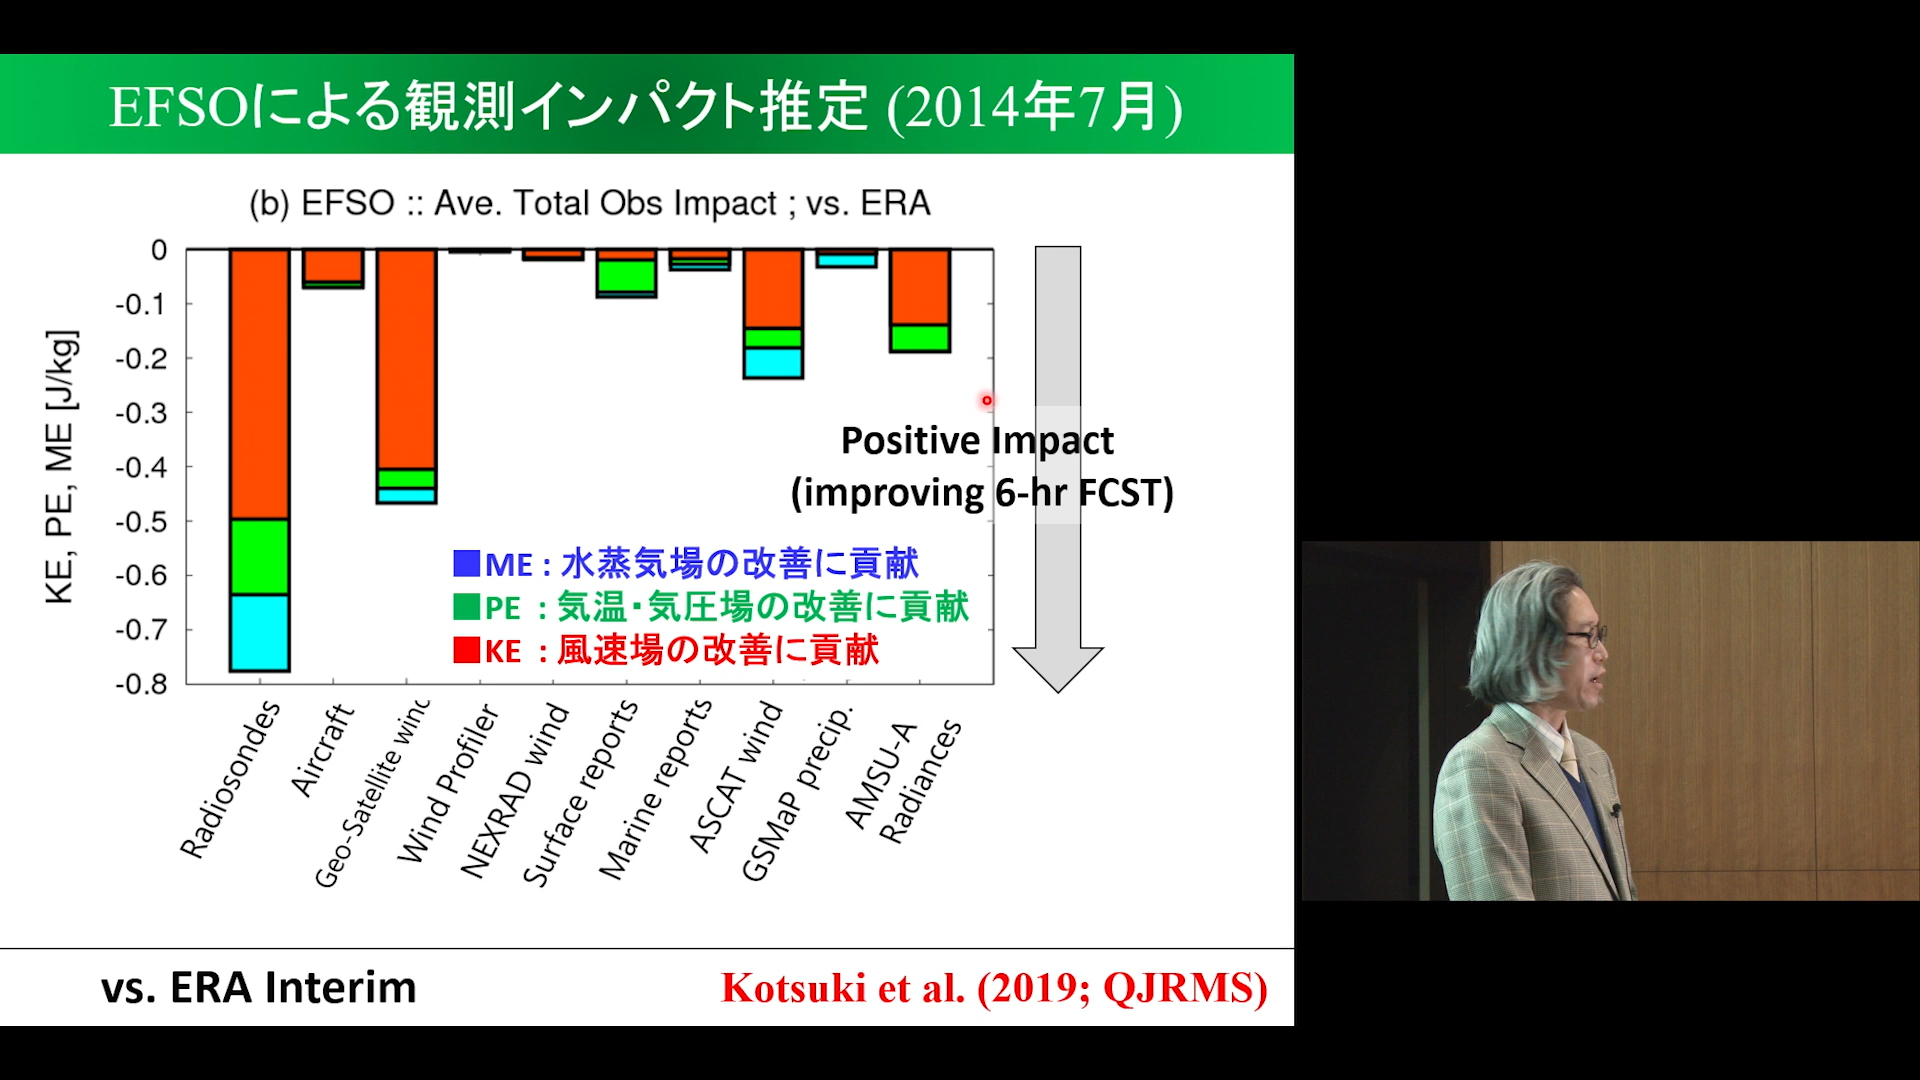 EFSOによる観測インパクト推定 (2014年7月)
(b) EFSO :: Ave. Total Obs Impact ; vs. ERA
KE, PE, ME [J/kg]
0
-0.1
-0.2
-0.3
-0.4
-0.5
-0.6
-0.7
-0.8
Positive Impact
(improving 6-hr FCST)
ME : 水蒸気場の改善に貢献
PE : 気温・気圧場の改善に貢献
KE : 風速場の改善に貢献
Radiosondes
Aircraft
Geo-Satellite wind
Wind Profiler
NEXRAD wind
Surface reports
Marine reports
ASCAT wind
GSMaP precip.
AMSU-A
Radiances
vs. ERA Interim
Kotsuki et al. (2019; QJRMS)